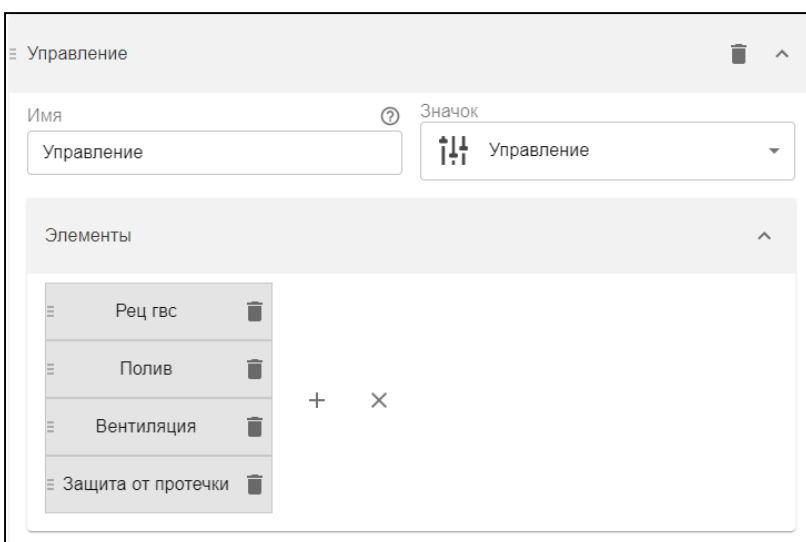 Управление
Имя
Значок
Управление
Управление
Элементы
Рец гвс
Полив
Вентиляция
Защита от протечки